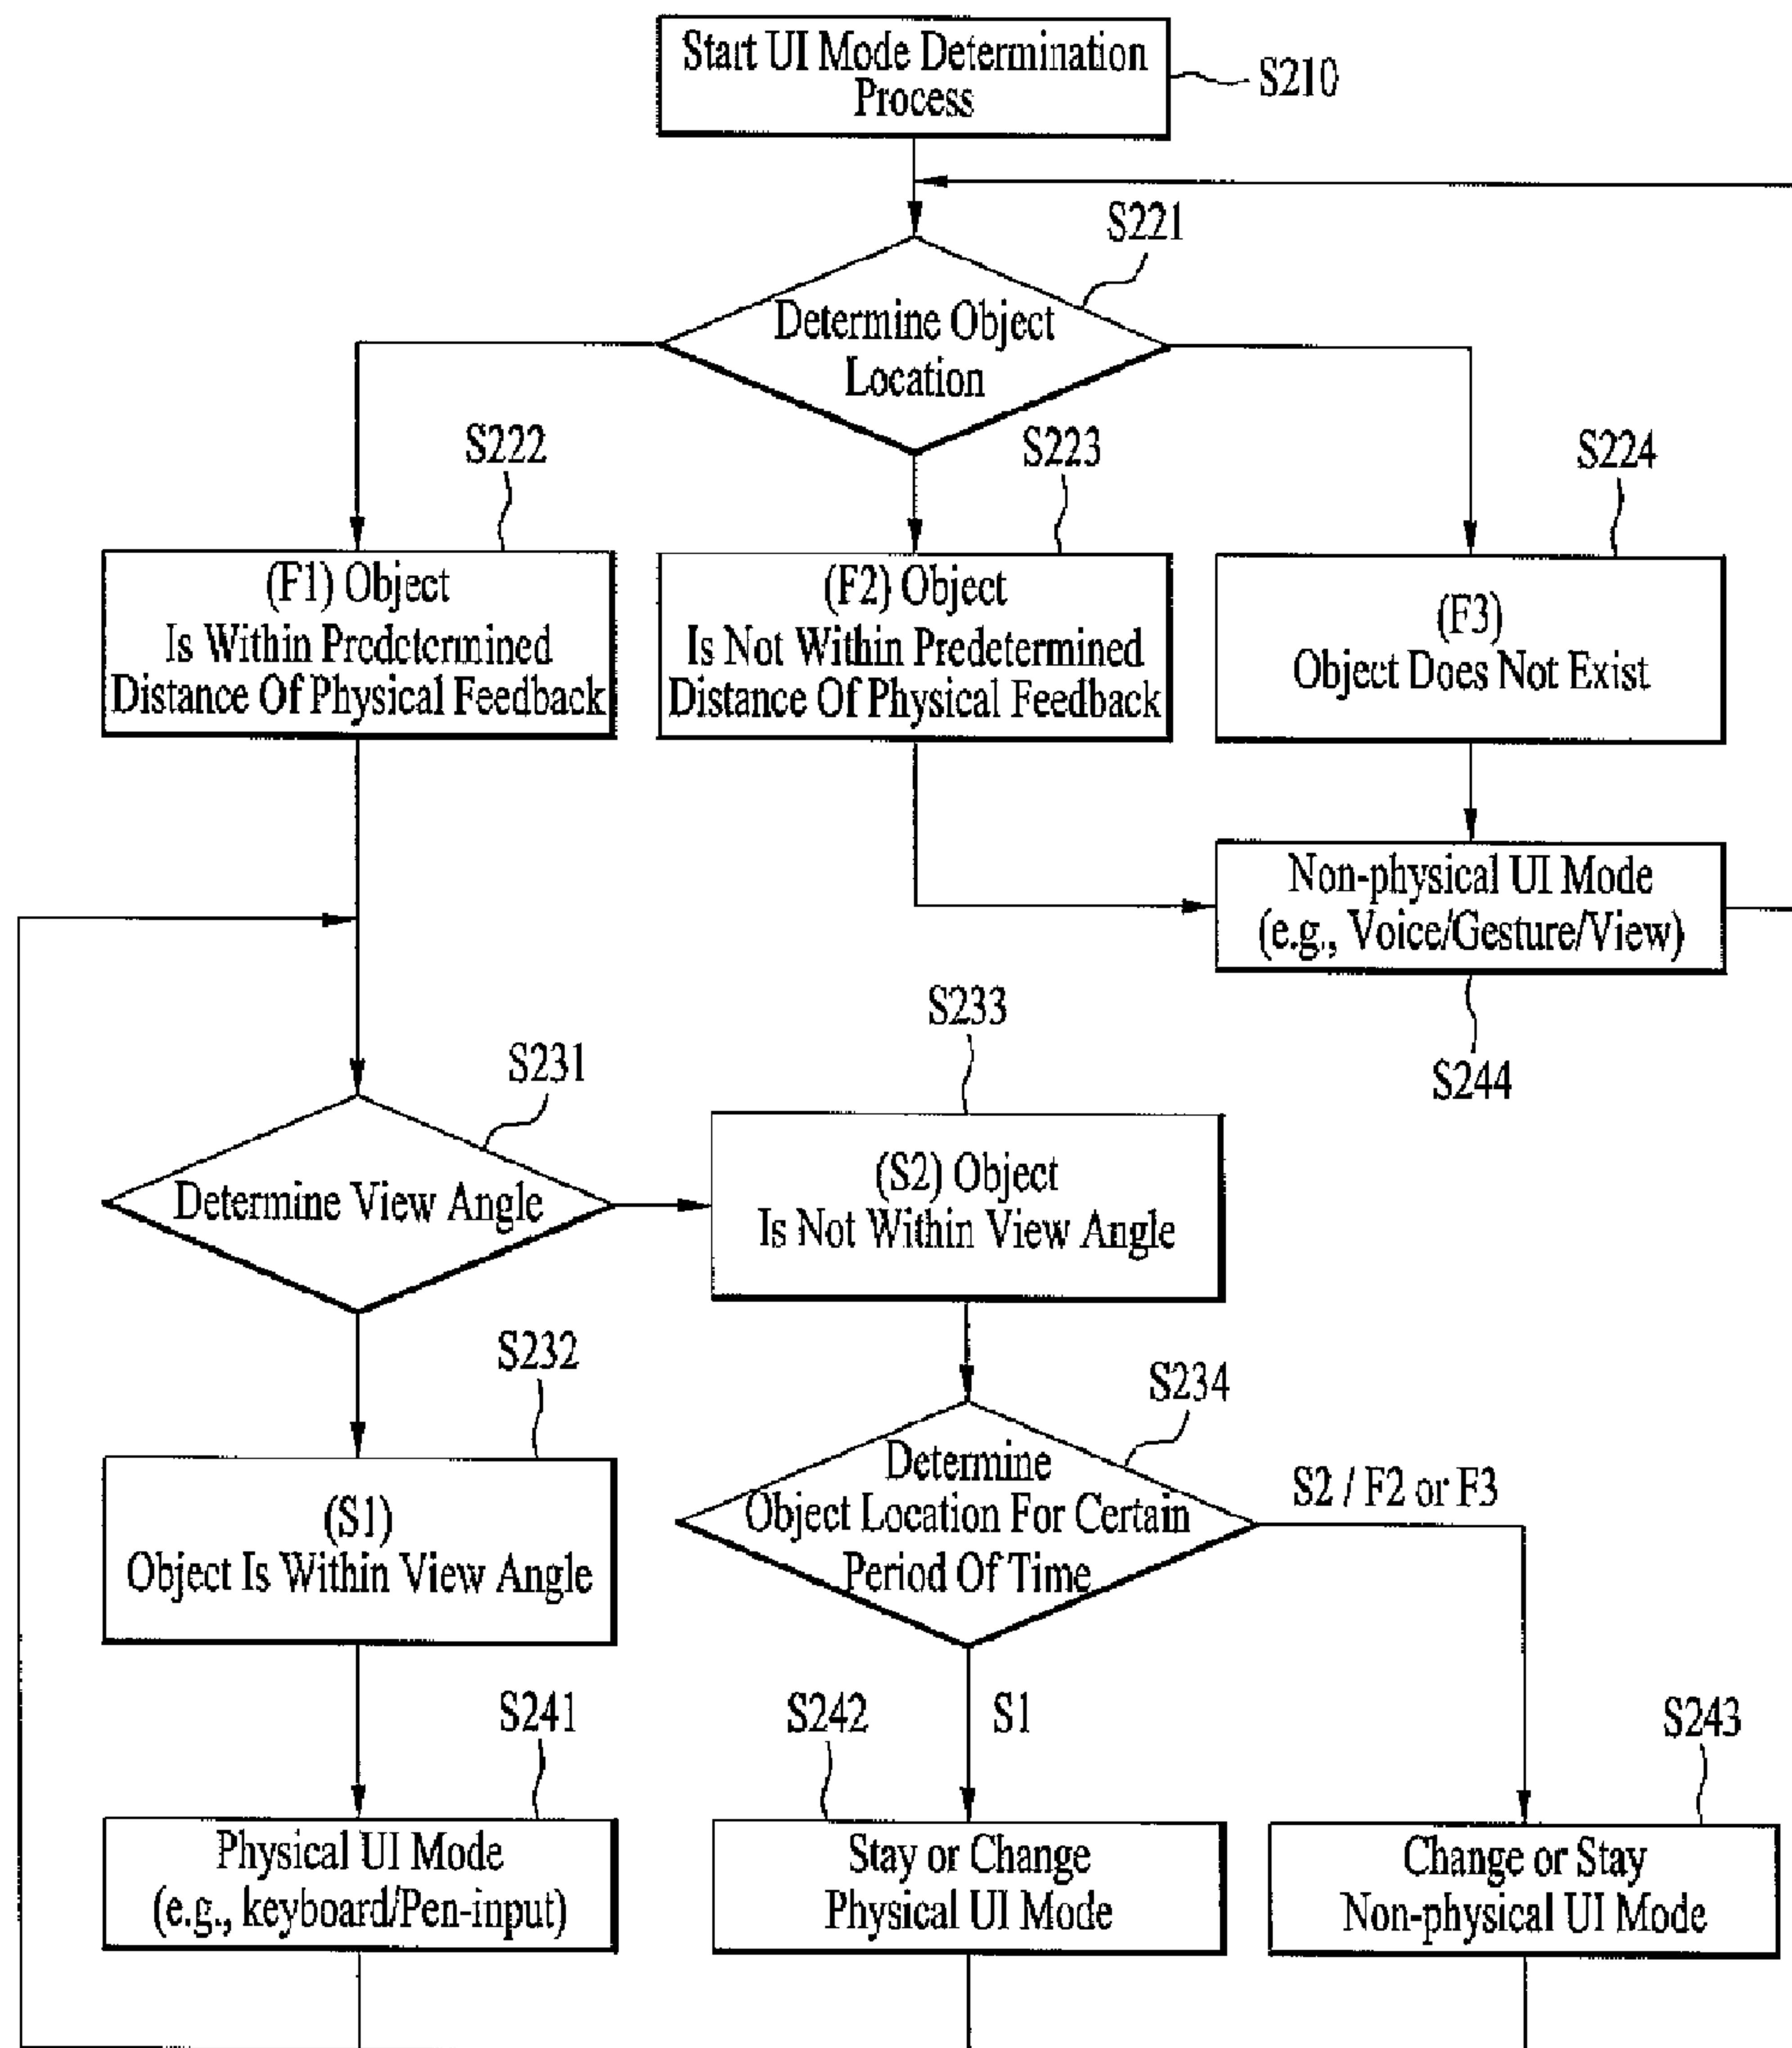 Start UI Mode Determination
Process
S210
S221
Determine Object
Location
S222
S223
S224
(F1) Object
Is Within Predetermined
Distance Of Physical Feedback
(F2) Object
Is Not Within Predetermined
Distance Of Physical Feedback
(F3)
Object Does Not Exist
Non-physical UI Mode
(e.g., Voice/Gesture/View)
S244
S233
S231
Determine View Angle
(S2) Object
Is Not Within View Angle
S232
S234
(S1)
Object Is Within View Angle
Determine
Object Location For Certain
Period Of Time
S2 / F2 or F3
S1
S241
S242
S243
Physical UI Mode
(e.g., keyboard/Pen-input)
Stay or Change
Physical UI Mode
Change or Stay
Non-physical UI Mode